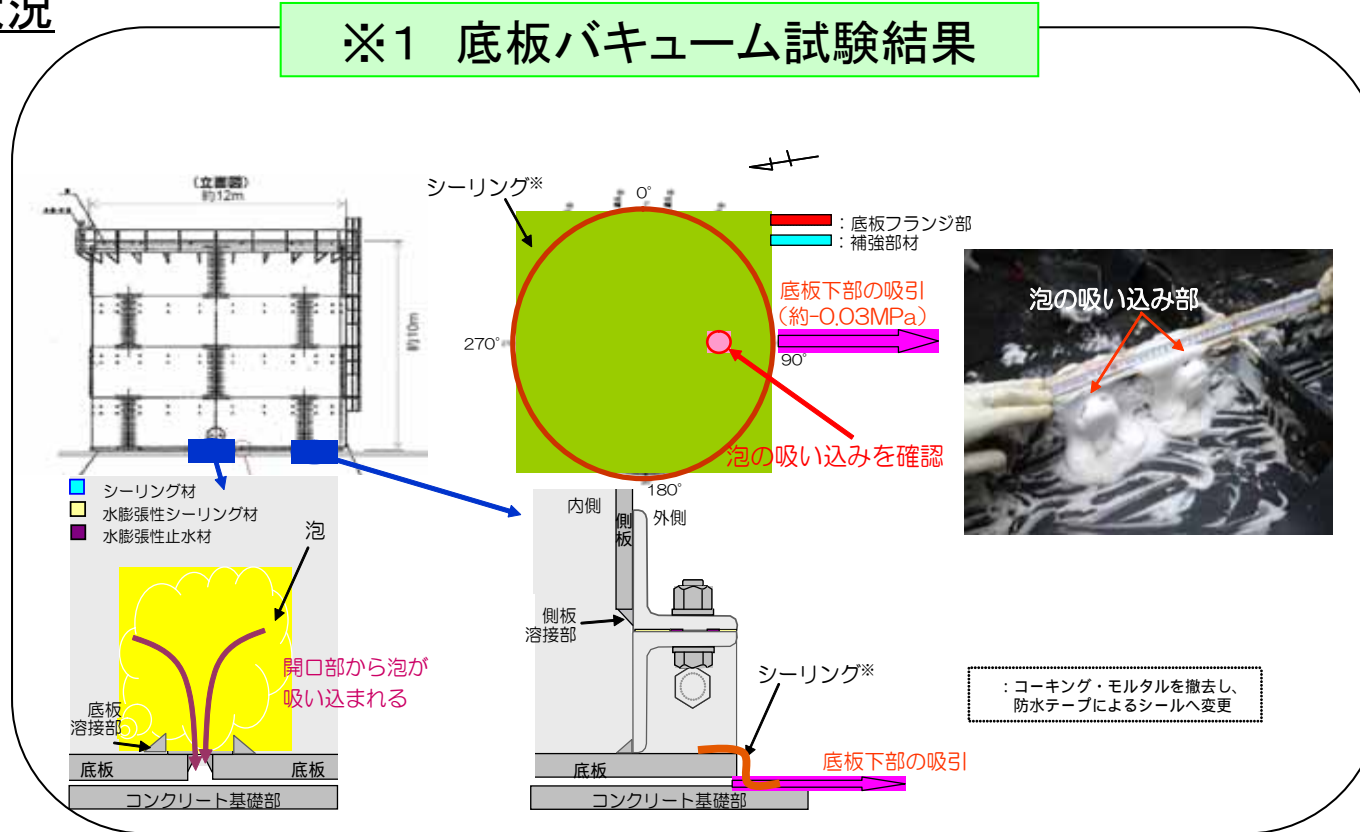 況
※1 底板バキューム試験結果
(立面図)
約12m
約10m
シーリング※
0°
270°
90°
180°
：底板フランジ部
：補強部材
底板下部の吸引
(約-0.03MPa)
泡の吸い込みを確認
泡の吸い込み部
シーリング材
水膨張性シーリング材
水膨張性止水材
泡
開口部から泡が
吸い込まれる
底板
溶接部
底板
底板
コンクリート基礎部
内側
側板
外側
側板
溶接部
シーリング※
底板
底板下部の吸引
コンクリート基礎部
：コーキング・モルタルを撤去し、
防水テープによるシールへ変更